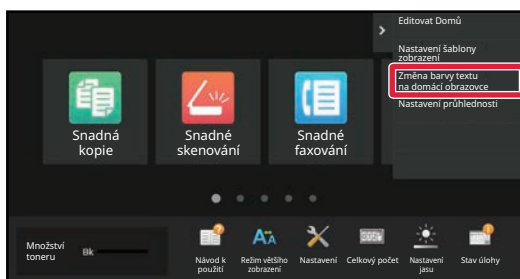 Editovat Domů
Nastavení šablony
zobrazení
Změna barvy textu
na domácí obrazovce
Nastavení průhlednosti
Snadná
kopie
Snadné
skenování
Snadné
faxování
Množství
toneru
Bk
Návod k
použití
Režim většího
zobrazení
Nastavení
Celkový počet
Nastavení
jasu
Stav úlohy